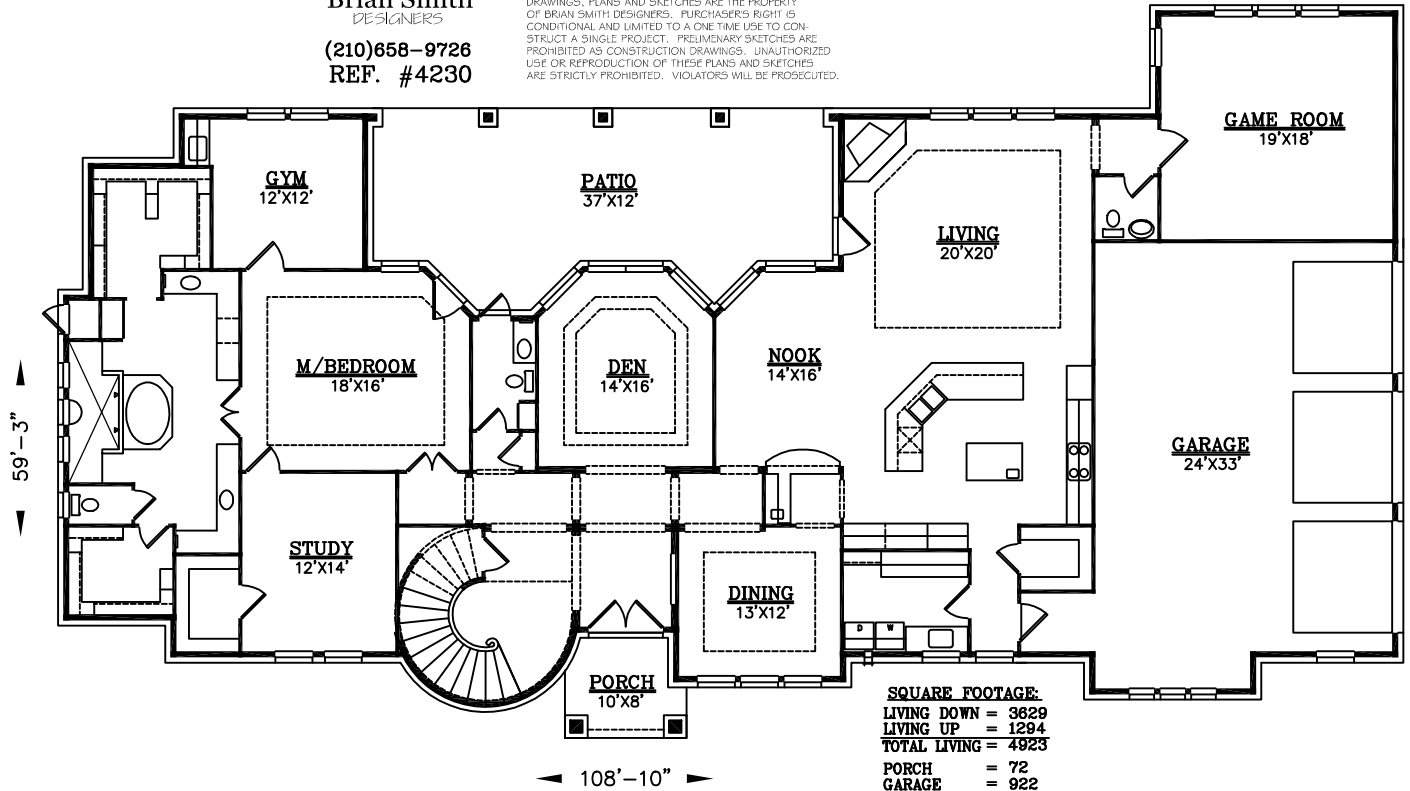 Brian Smith
DESIGNERS
(210)658-9726
REF. #4230
DRAWINGS, PLANS AND SKETCHES ARE THE PROPERTY
OF BRIAN SMITH DESIGNERS. PURCHASER'S RIGHT IS
CONDITIONAL AND LIMITED TO A ONE TIME USE TO CON-
STRUCT A SINGLE PROJECT. PRELIMENARY SKETCHES ARE
PROHIBITED AS CONSTRUCTION DRAWINGS. UNAUTHORIZED
USE OR REPRODUCTION OF THESE PLANS AND SKETCHES
ARE STRICTLY PROHIBITED. VIOLATORS WILL BE PROSECUTED.
GAME ROOM
19'X18'
GYM
12'X12'
PATIO
37'X12'
LIVING
20'X20'
M/BEDROOM
18'X16'
DEN
14'X16'
NOOK
14'X16'
59'-3"
GARAGE
24'X33'
STUDY
12'X14'
DINING
13'X12'
D
W
PORCH
10'X8'
SQUARE FOOTAGE:
LIVING DOWN = 3629
LIVING UP = 1294
TOTAL LIVING = 4923
PORCH = 72
GARAGE = 922
108'-10"